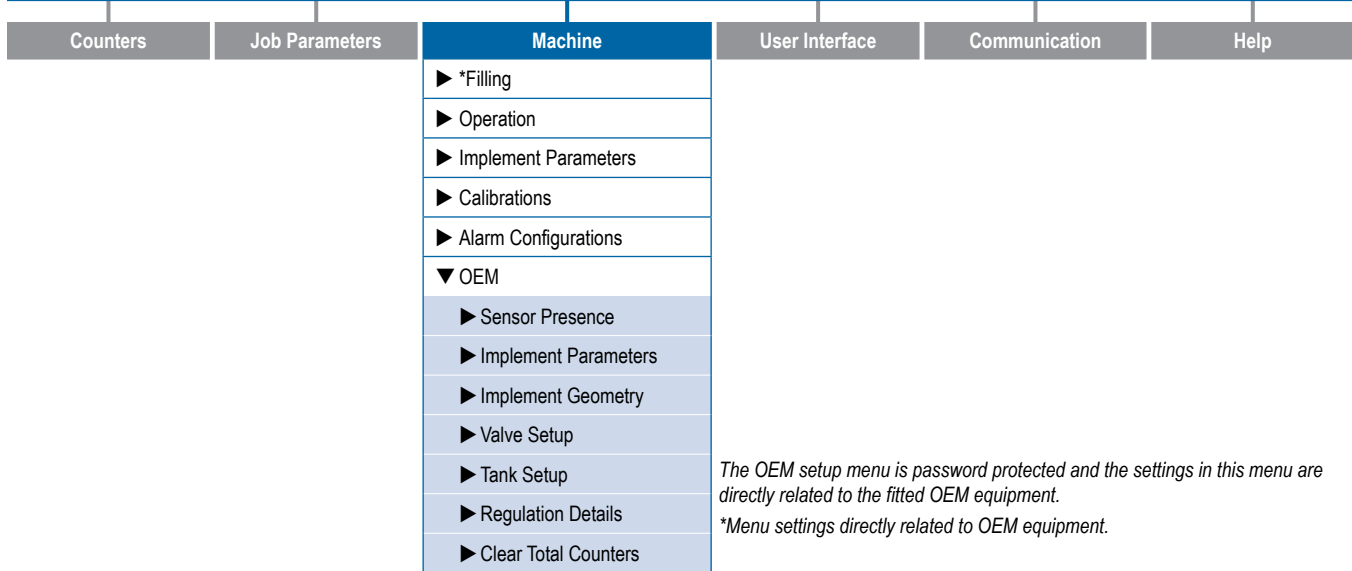 Counters
Job Parameters
Machine
User Interface
Communication
Help
▶ *Filling
▶ Operation
▶ Implement Parameters
▶ Calibrations
▶ Alarm Configurations
▼ OEM
▶ Sensor Presence
▶ Implement Parameters
▶ Implement Geometry
▶ Valve Setup
▶ Tank Setup
▶ Regulation Details
▶ Clear Total Counters
The OEM setup menu is password protected and the settings in this menu are
directly related to the fitted OEM equipment.
*Menu settings directly related to OEM equipment.